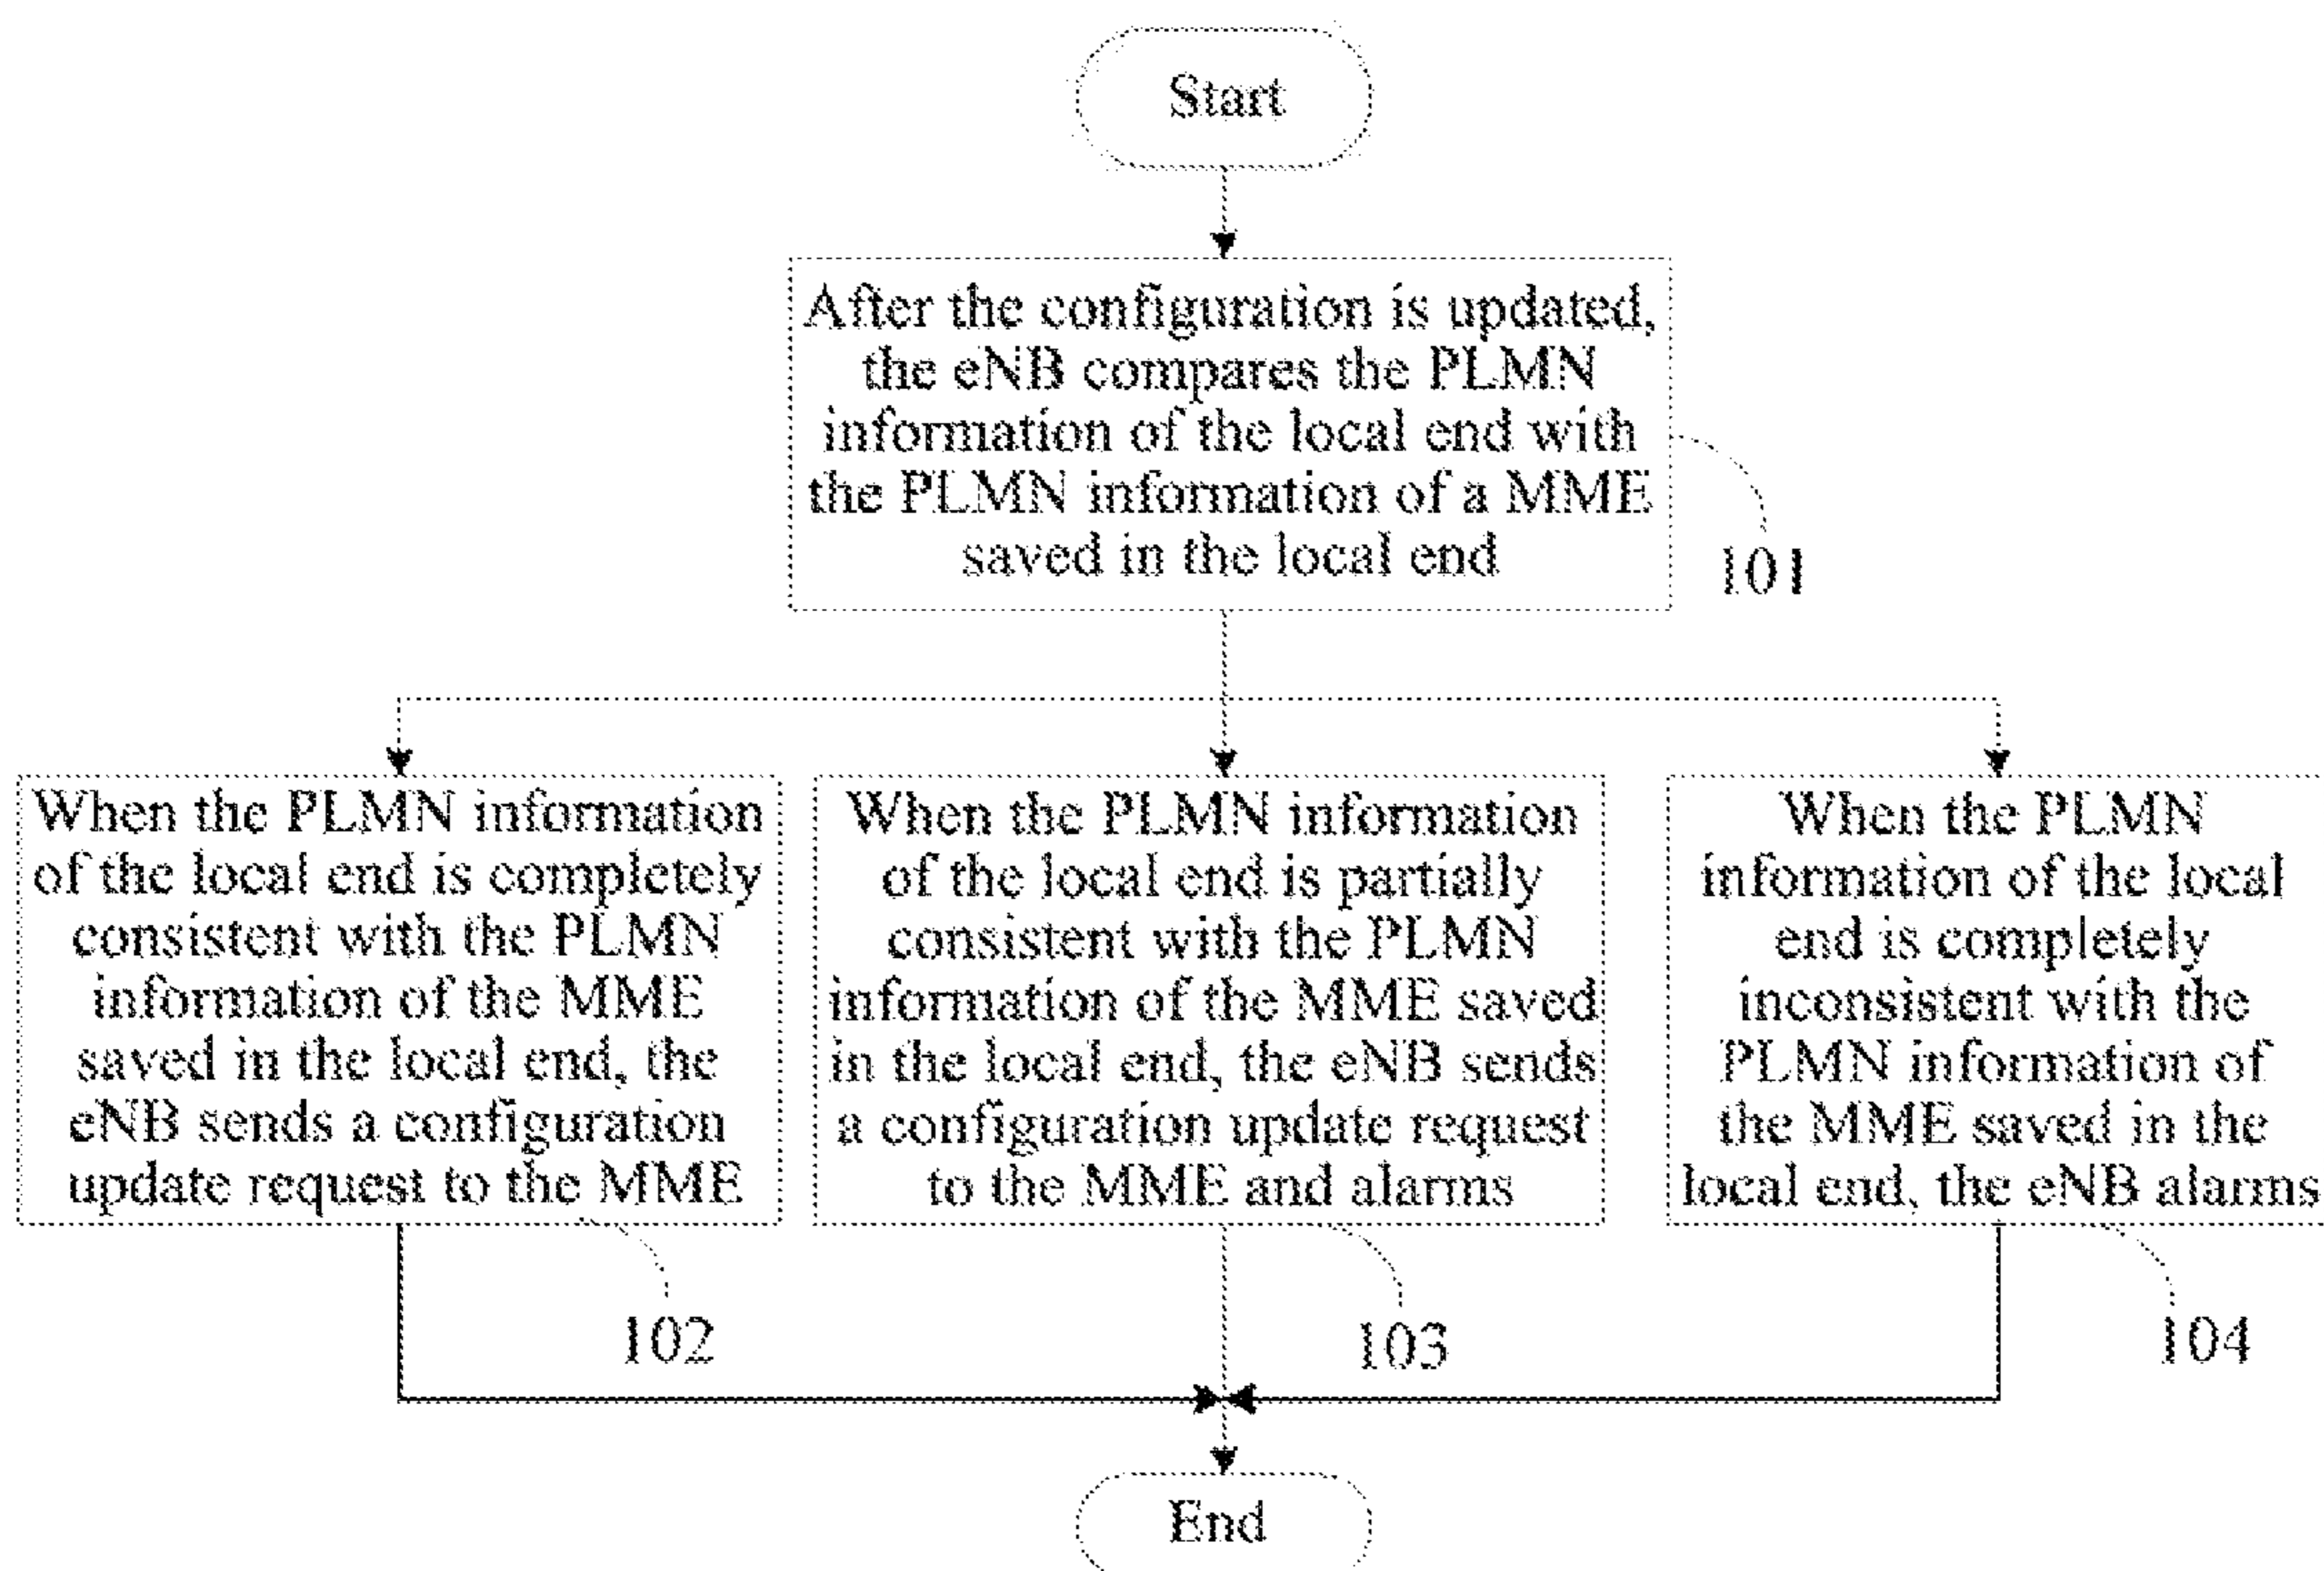 Start
After the configuration is updated,
the eNB compares the PLMN
information of the local end with
the PLMN information of a MME
saved in the local end
101
When the PLMN information
of the local end is completely
consistent with the PLMN
information of the MME
saved in the local end, the
eNB sends a configuration
update request to the MME
102
When the PLMN information
of the local end is partially
consistent with the PLMN
information of the MME saved
in the local end, the eNB sends
a configuration update request
to the MME and alarms
103
When the PLMN
information of the local
end is completely
inconsistent with the
PLMN information of
the MME saved in the
local end, the eNB alarms
104
End